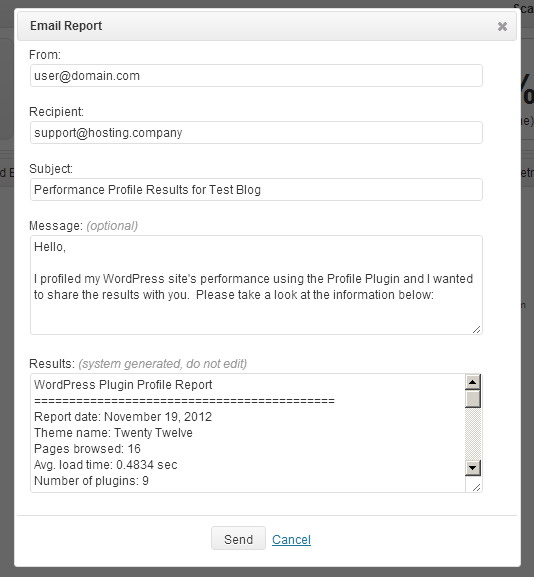 Sca
Email Report
From:
user@domain.com
%
Recipient:
support@hosting.company
Subject:
Performance Profile Results for Test Blog
Message: (optional)
Hello,
I profiled my WordPress site's performance using the Profile Plugin and I wanted
to share the results with you.  Please take a look at the information below:
Results: (system generated, do not edit)
WordPress Plugin Profile Report
===========================================
Report date: November 19, 2012
Theme name: Twenty Twelve
Pages browsed: 16
Avg. load time: 0.4834 sec
Number of plugins: 9
Send Cancel